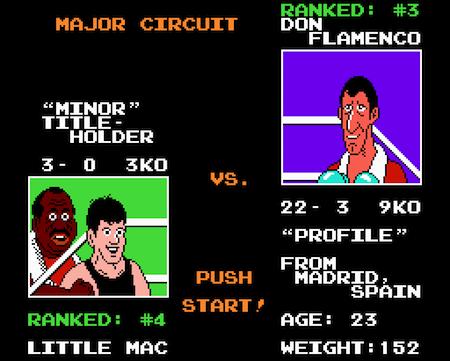 MAJOR CIRCUIT
RANKED: #3
DON
FLAMENCO
"MINOR"
TITLE-
HOLDER
3- 0 3KO
VS.
22- 3 9KO
"PROFILE"
FROM
MADRID,
SPAIN
PUSH
START!
RANKED: #4
LITTLE MAC
AGE: 23
WEIGHT:152